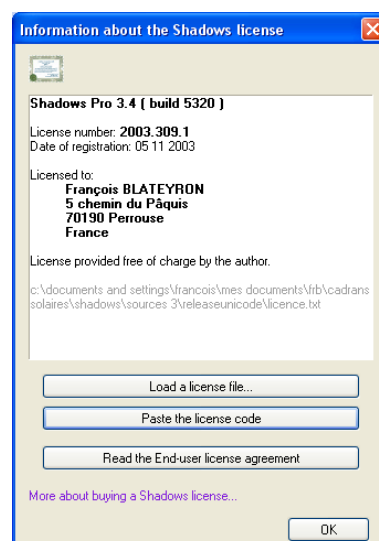 Information about the Shadows license
Shadows Pro 3.4 ( build 5320 )
License number: 2003.309.1
Date of registration: 05 11 2003
Licensed to:
François BLATEYRON
5 chemin du Pâquis
70190 Perrouse
France
License provided free of charge by the author.
c:\documents and settings\francois\mes documents\frb\cadrans
solaires\shadows\sources 3\releaseunicode\licence.txt
Load a license file...
Paste the license code
Read the End-user license agreement
More about buying a Shadows license...
OK